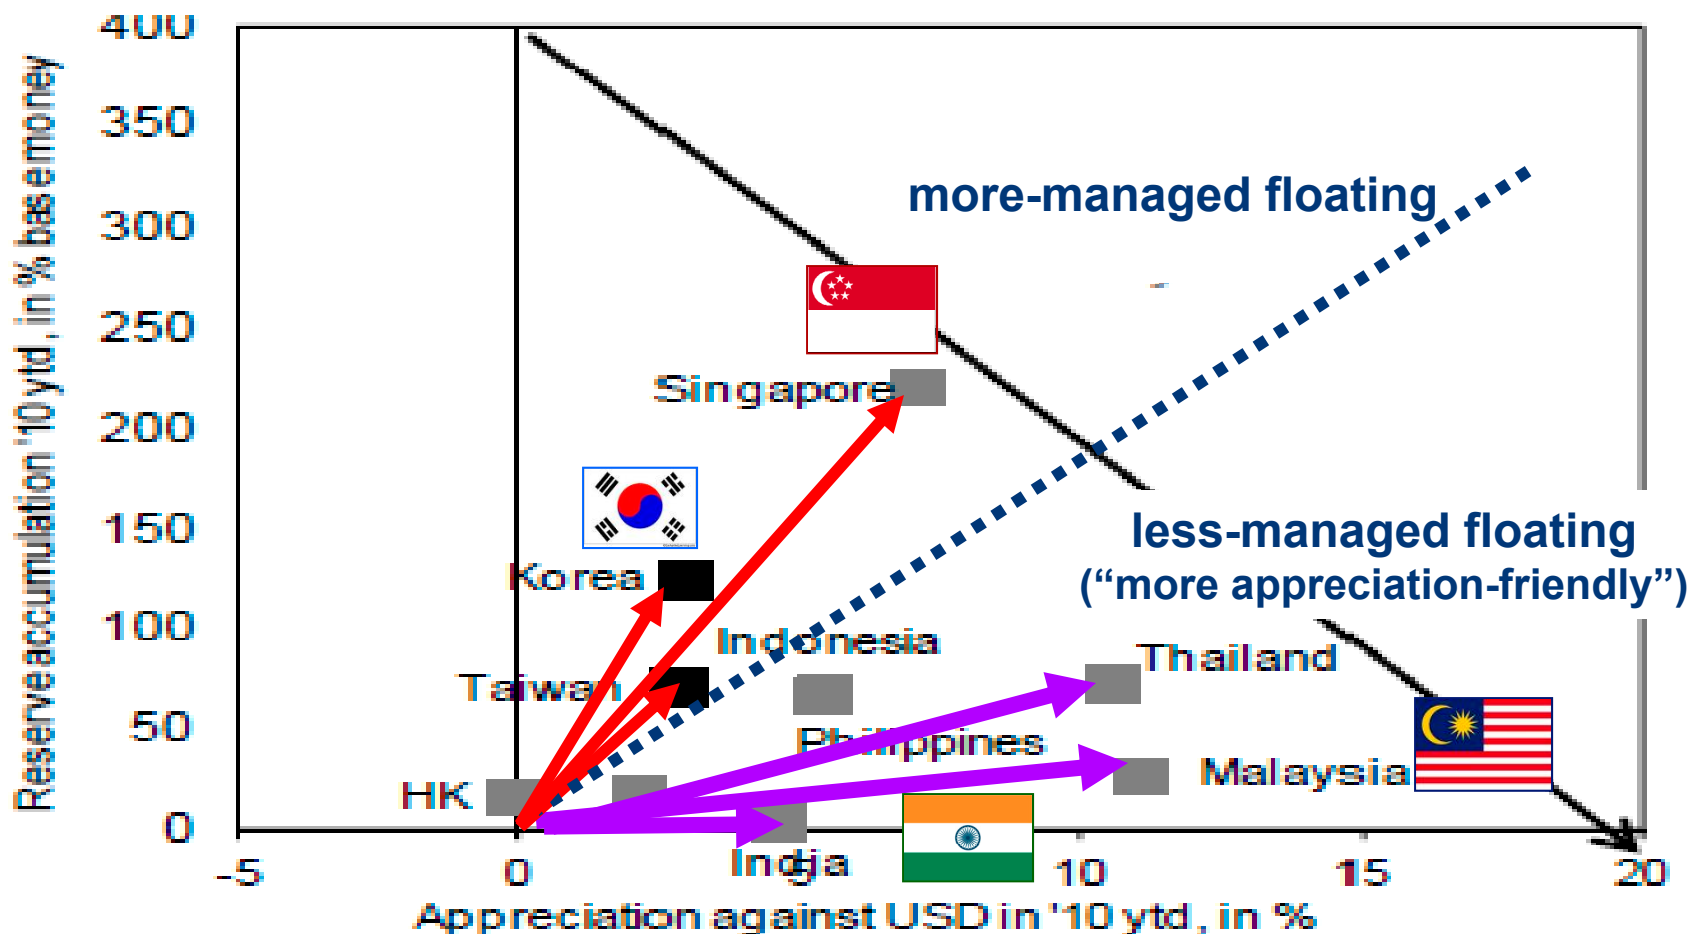 400
350
300
250
200
150
100
50
0
Reserve accumulation '10 ytd, in % base money
more-managed floating
Singapore
less-managed floating
(“more appreciation-friendly”)
Korea
Indonesia
Thailand
Taiwan
Philippines
Malaysia
HK
India
-5 0 5 10 15 20
Appreciation against USD in '10 ytd, in %